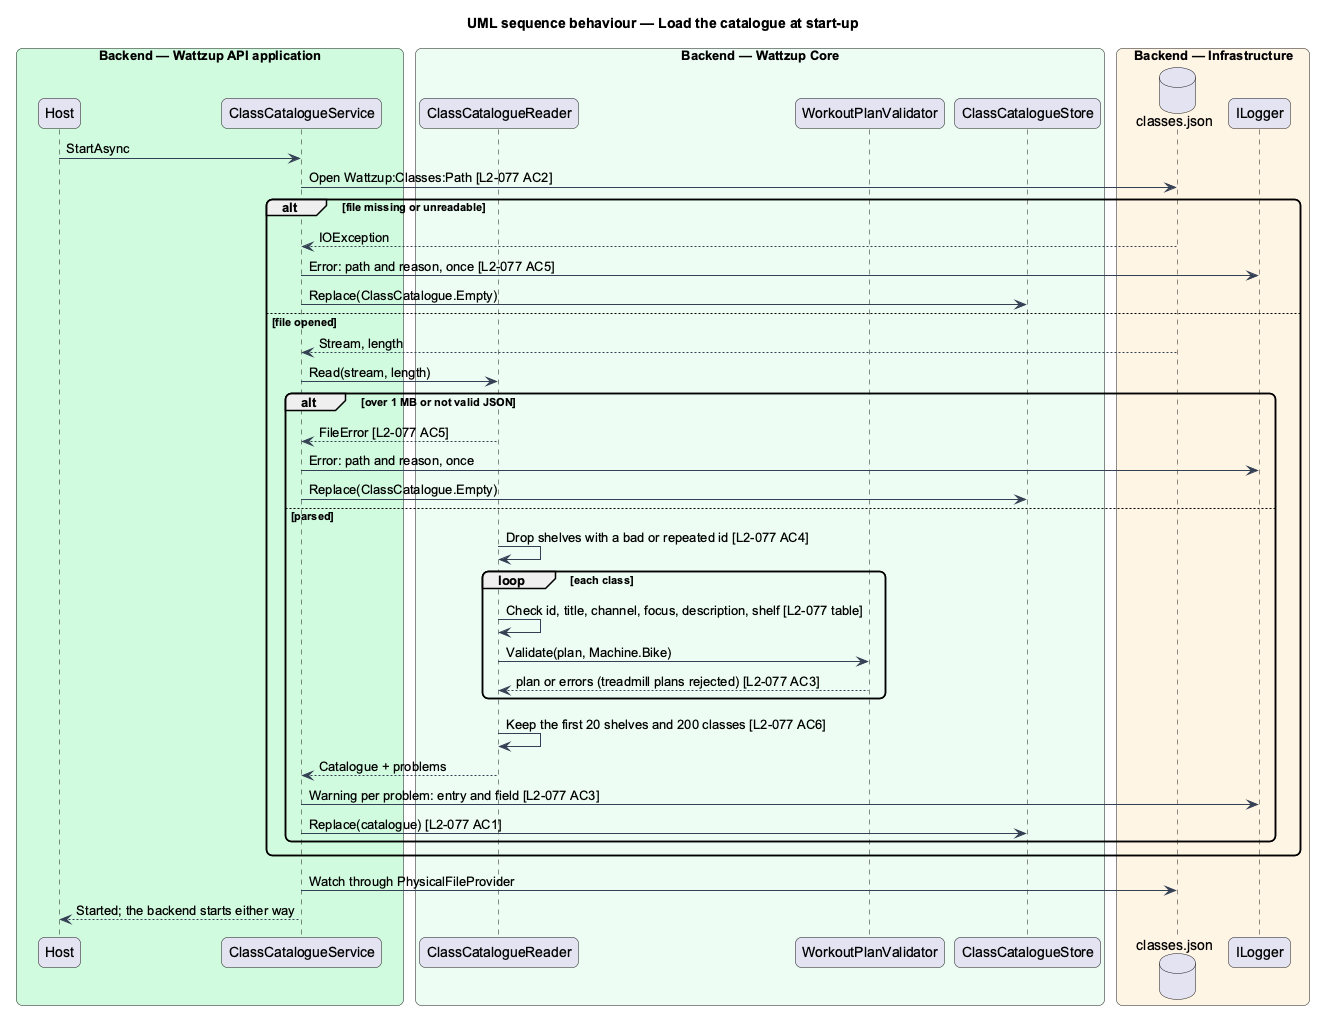 UML sequence behaviour — Load the catalogue at start-up
Backend — Wattzup API application
Backend — Wattzup Core
Backend — Infrastructure
Host
ClassCatalogueService
ClassCatalogueReader
WorkoutPlanValidator
ClassCatalogueStore
classes.json
ILogger
StartAsync
Open Wattzup:Classes:Path [L2-077 AC2]
alt
[file missing or unreadable]
IOException
Error: path and reason, once [L2-077 AC5]
Replace(ClassCatalogue.Empty)
[file opened]
Stream, length
Read(stream, length)
alt
[over 1 MB or not valid JSON]
FileError [L2-077 AC5]
Error: path and reason, once
Replace(ClassCatalogue.Empty)
[parsed]
Drop shelves with a bad or repeated id [L2-077 AC4]
loop
[each class]
Check id, title, channel, focus, description, shelf [L2-077 table]
Validate(plan, Machine.Bike)
plan or errors (treadmill plans rejected) [L2-077 AC3]
Keep the first 20 shelves and 200 classes [L2-077 AC6]
Catalogue + problems
Warning per problem: entry and field [L2-077 AC3]
Replace(catalogue) [L2-077 AC1]
Watch through PhysicalFileProvider
Started; the backend starts either way
Host
ClassCatalogueService
ClassCatalogueReader
WorkoutPlanValidator
ClassCatalogueStore
classes.json
ILogger